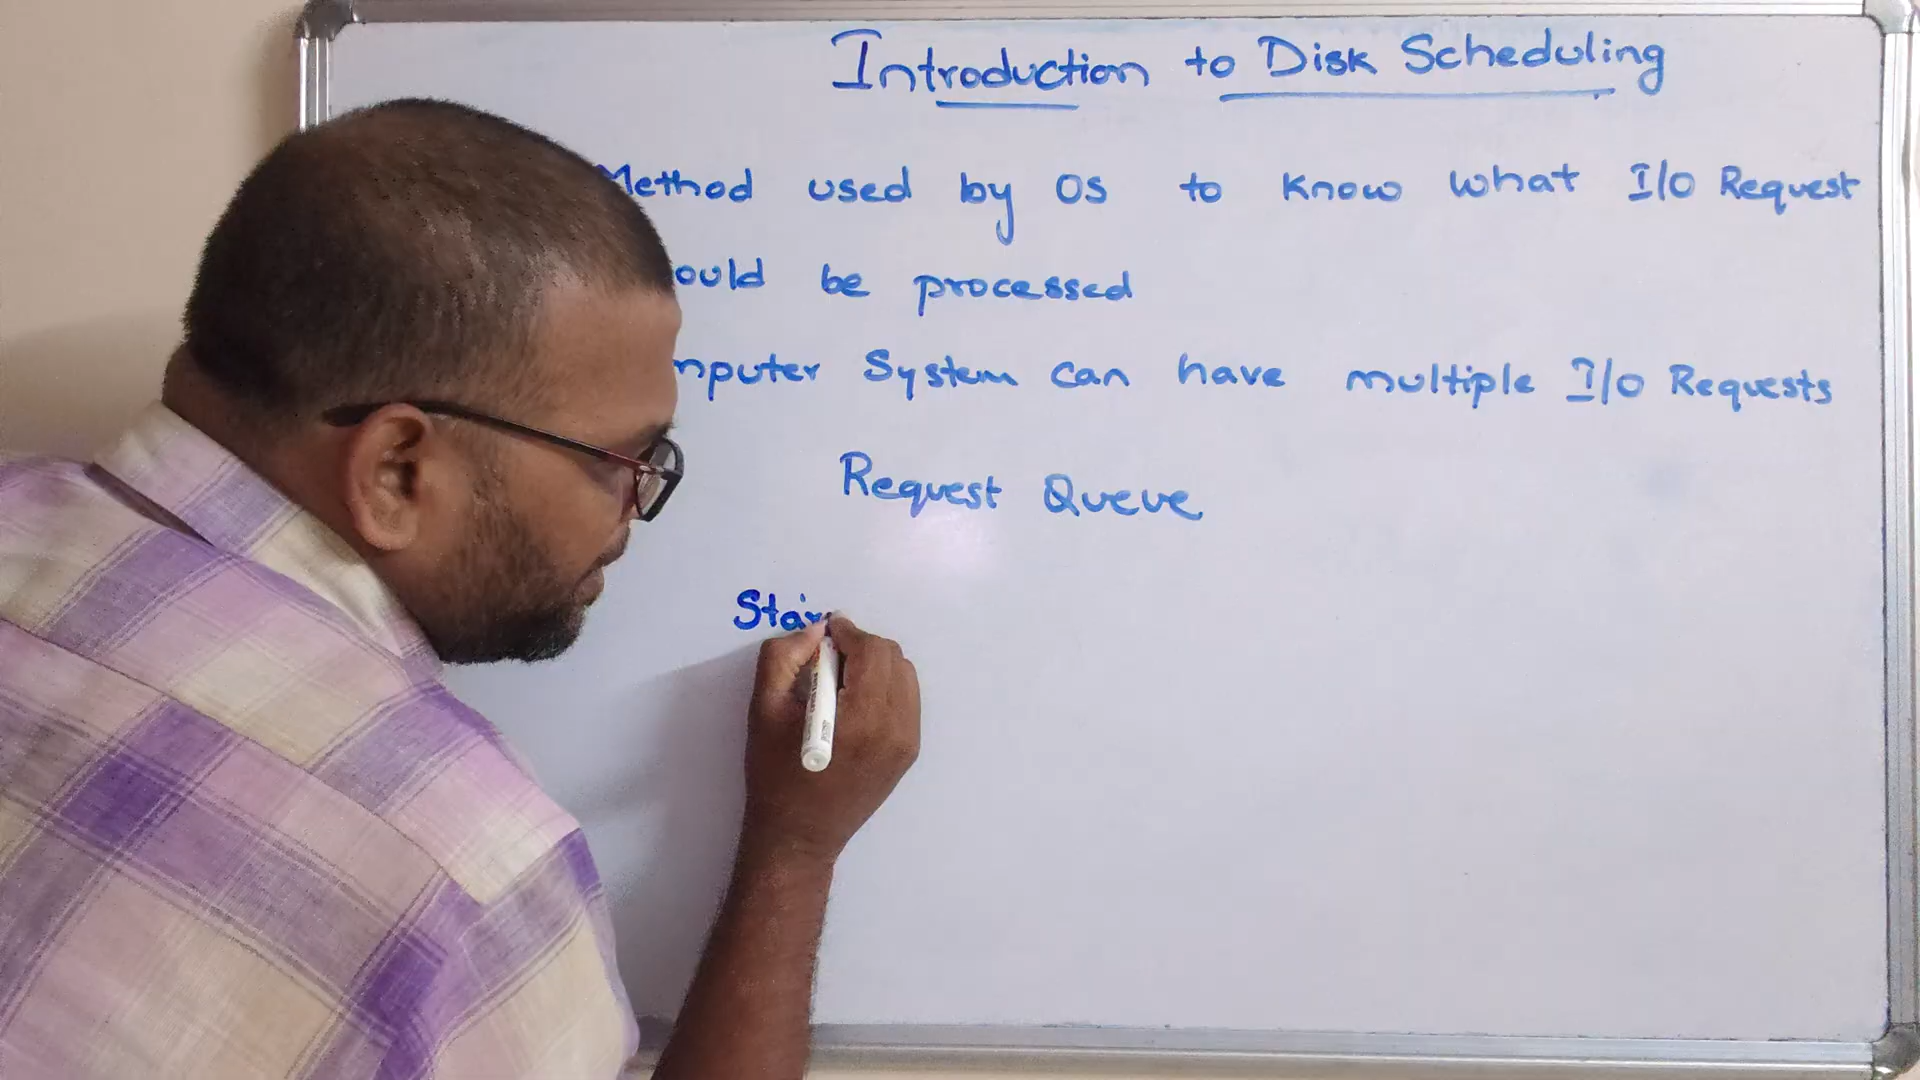 Introduction to Disk Scheduling
Method used by OS to know what I/O Request
ould be processed
mputer System can have multiple I/O Requests
Request Queue
Star